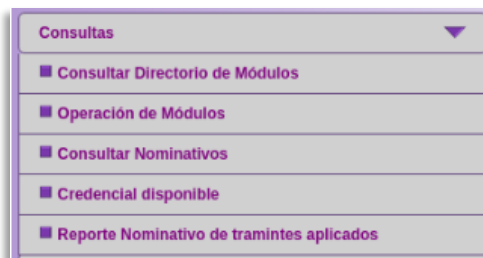 Consultas
Consultar Directorio de Módulos
Operación de Módulos
Consultar Nominativos
Credencial disponible
Reporte Nominativo de tramintes aplicados